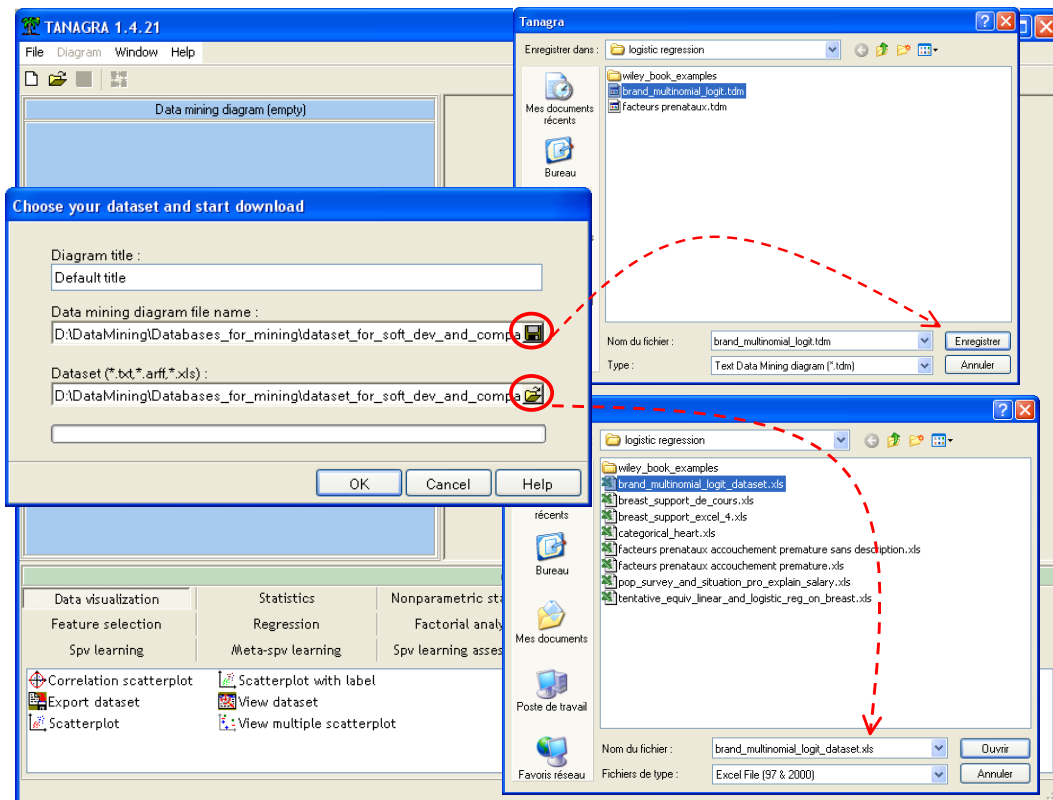 TANAGRA 1.4.21
File Diagram Window Help
Data mining diagram (empty)
Tanagra
Enregistrer dans :
logistic regression
wiley_book_examples
brand_multinomial_logit.tdm
facteurs prenataux.tdm
Mes documents
récents
Bureau
Nom du fichier :
brand_multinomial_logit.tdm
Enregistrer
Type :
Text Data Mining diagram (*.tdm)
Annuler
Choose your dataset and start download
Diagram title :
Default title
Data mining diagram file name :
D:\DataMining\Databases_for_mining\dataset_for_soft_dev_and_compa
Dataset (*.txt,*.arff,*.xls) :
D:\DataMining\Databases_for_mining\dataset_for_soft_dev_and_compa
OK
Cancel
Help
logistic regression
wiley_book_examples
brand_multinomial_logit_dataset.xls
breast_support_de_cours.xls
breast_support_excel_4.xls
categorical_heart.xls
facteurs prenataux accouchement premature sans description.xls
facteurs prenataux accouchement premature.xls
pop_survey_and_situation_pro_explain_salary.xls
tentative_equiv_linear_and_logistic_reg_on_breast.xls
récents
Bureau
Mes documents
Poste de travail
Favoris réseau
Nom du fichier :
brand_multinomial_logit_dataset.xls
Ouvrir
Fichiers de type :
Excel File (97 & 2000)
Annuler
Data visualization
Statistics
Nonparametric sta
Feature selection
Regression
Factorial analy
Spv learning
Meta-spv learning
Spv learning asses
Correlation scatterplot
Scatterplot with label
Export dataset
View dataset
Scatterplot
View multiple scatterplot